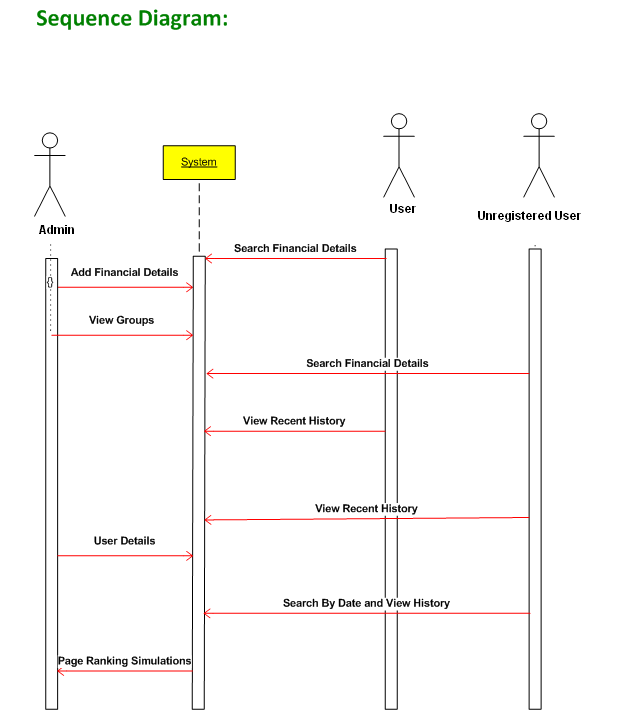 Sequence Diagram:
System
User
Unregistered User
Admin
Search Financial Details
Add Financial Details
{}
View Groups
Search Financial Details
View Recent History
View Recent History
User Details
Search By Date and View History
Page Ranking Simulations